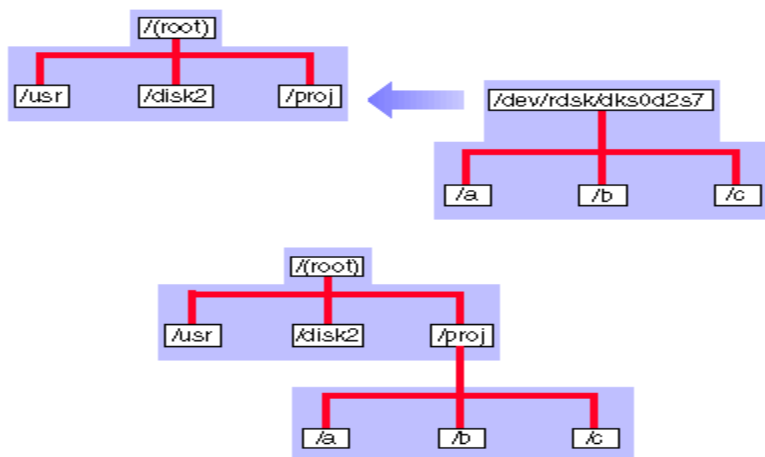 /(root)
/usr /disk2 /proj
/dev/rdsk/dks0d2s7
/a /b /c
/(root)
/usr /disk2 /proj
/a /b /c